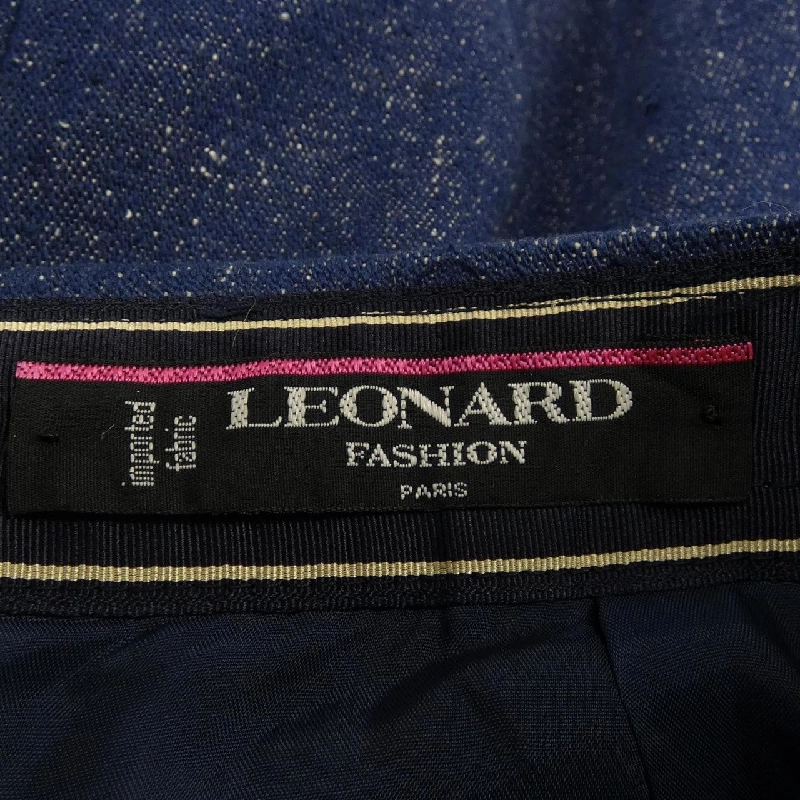 imported
fabric
LEONARD
FASHION
PARIS